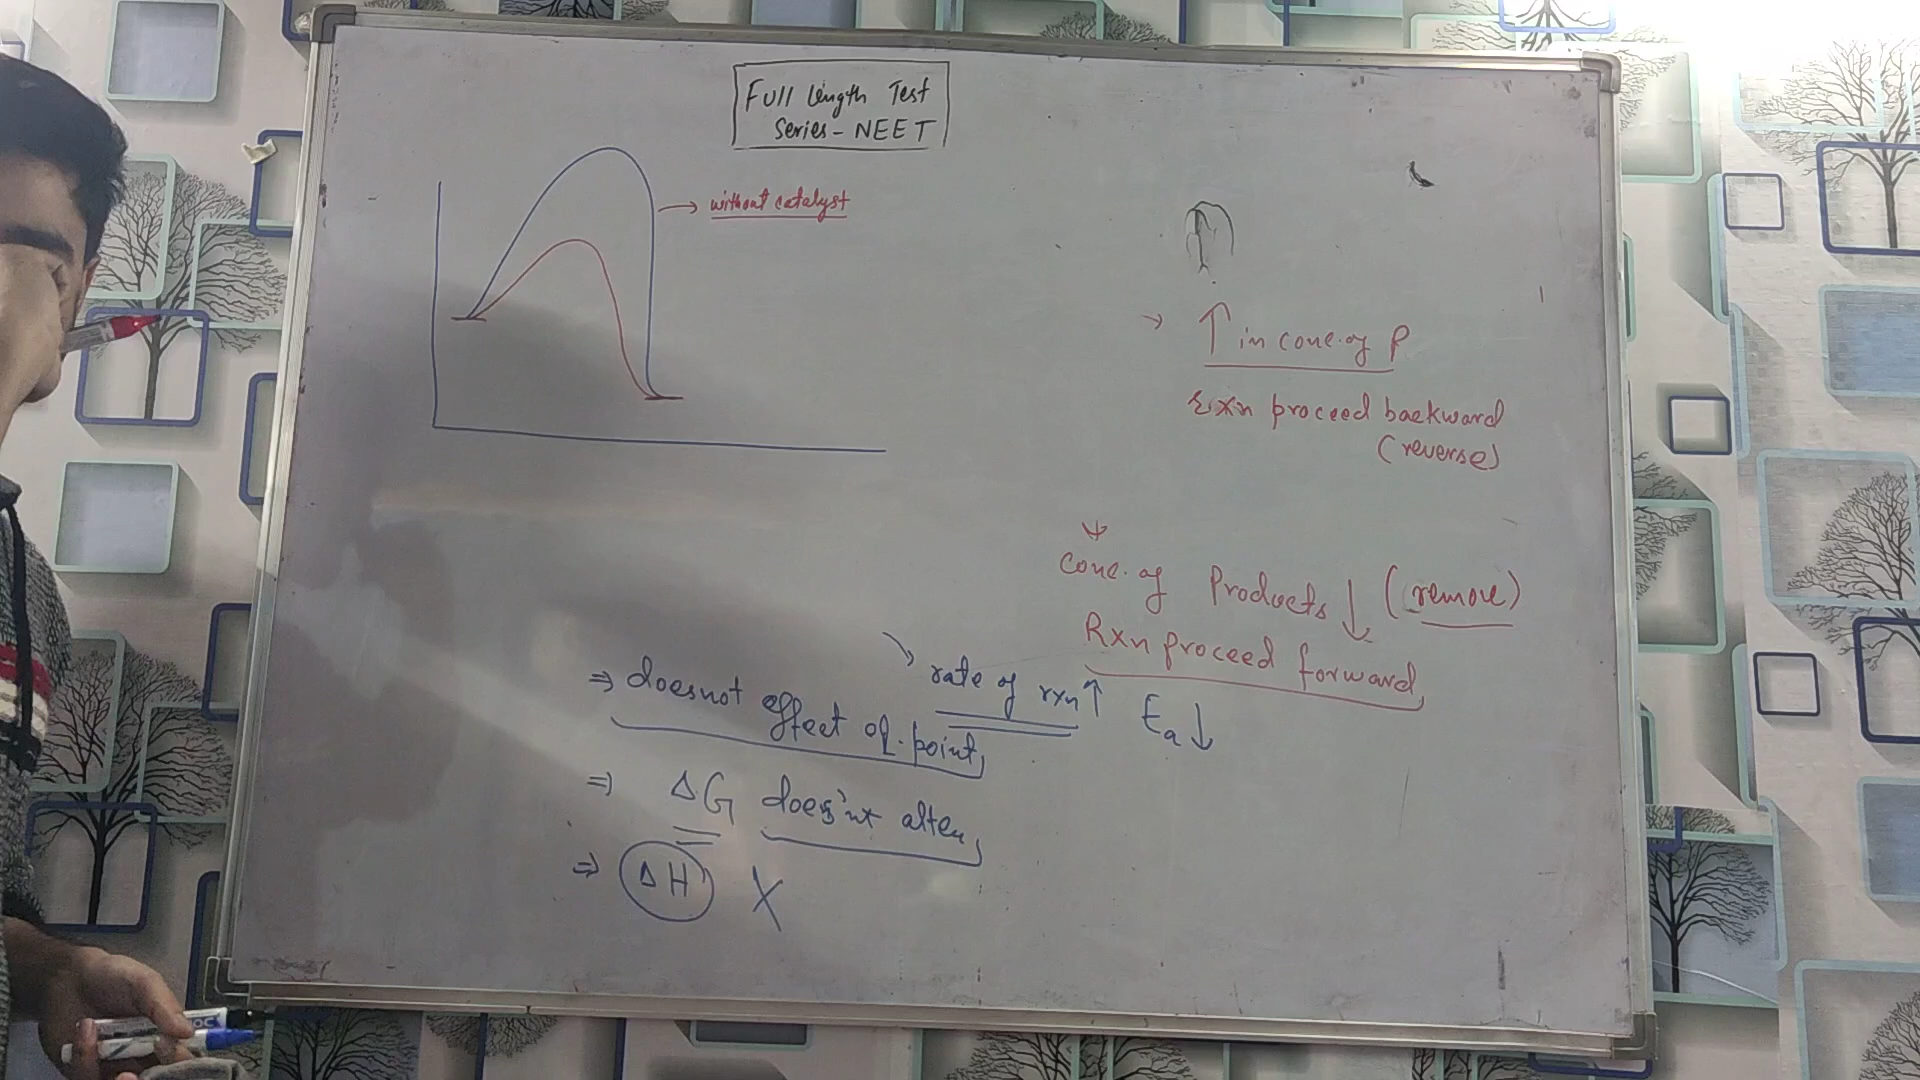 Full length Test
Series - NEET
→ without catalyst
→ ↑ in conc. of P
rxn proceed backward
(reverse)
conc. of Products ↓ (remove)
Rxn proceed forward
rate of rxn ↑ Ea ↓
⇒ doesnot effect eq. point
⇒ ΔG does'nt alter
⇒ ΔH X